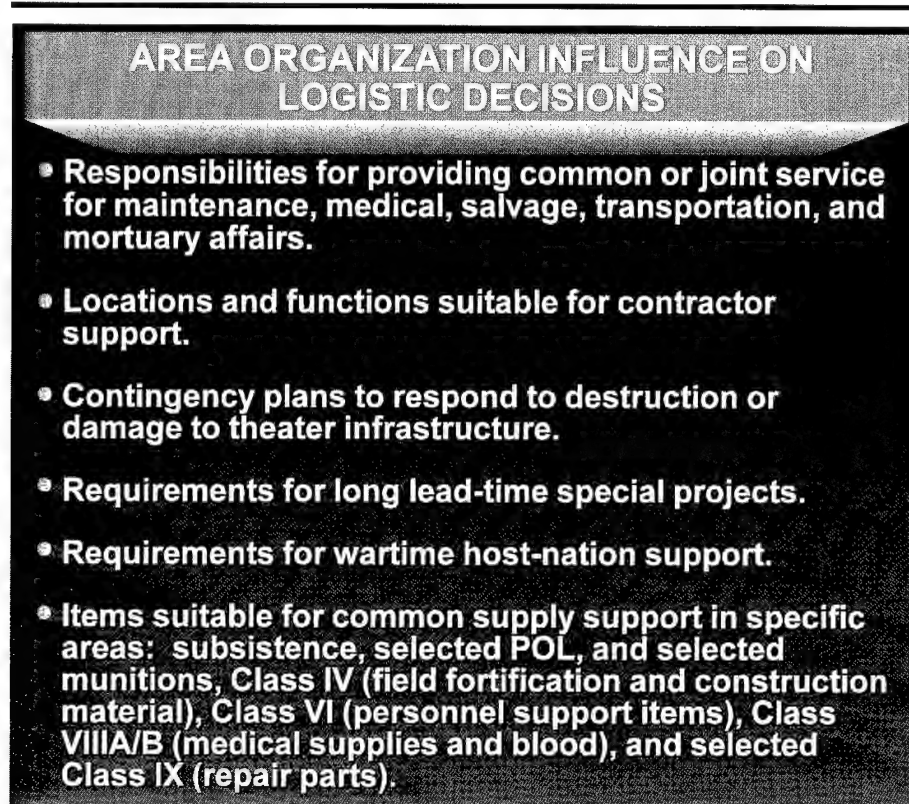 AREA ORGANIZATION INFLUENCE ON
LOGISTIC DECISIONS
Responsibilities for providing common or joint service
for maintenance, medical, salvage, transportation, and
mortuary affairs.
Locations and functions suitable for contractor
support.
Contingency plans to respond to destruction or
damage to theater infrastructure.
Requirements for long lead-time special projects.
Requirements for wartime host-nation support.
Items suitable for common supply support in specific
areas: subsistence, selected POL, and selected
munitions, Class IV (field fortification and construction
material), Class VI (personnel support items), Class
VIIIA/B (medical supplies and blood), and selected
Class IX (repair parts).